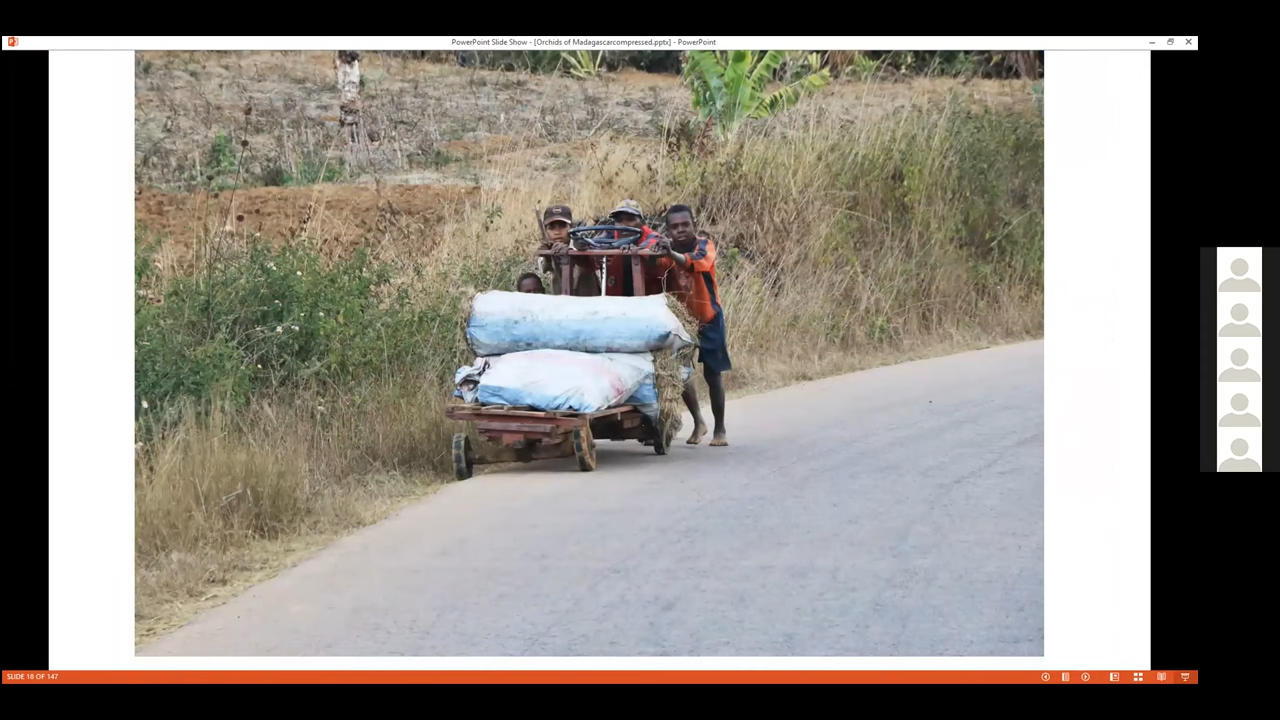 PowerPoint Slide Show - [Orchids of Madagascarcompressed.pptx] - PowerPoint
SLIDE 18 OF 147